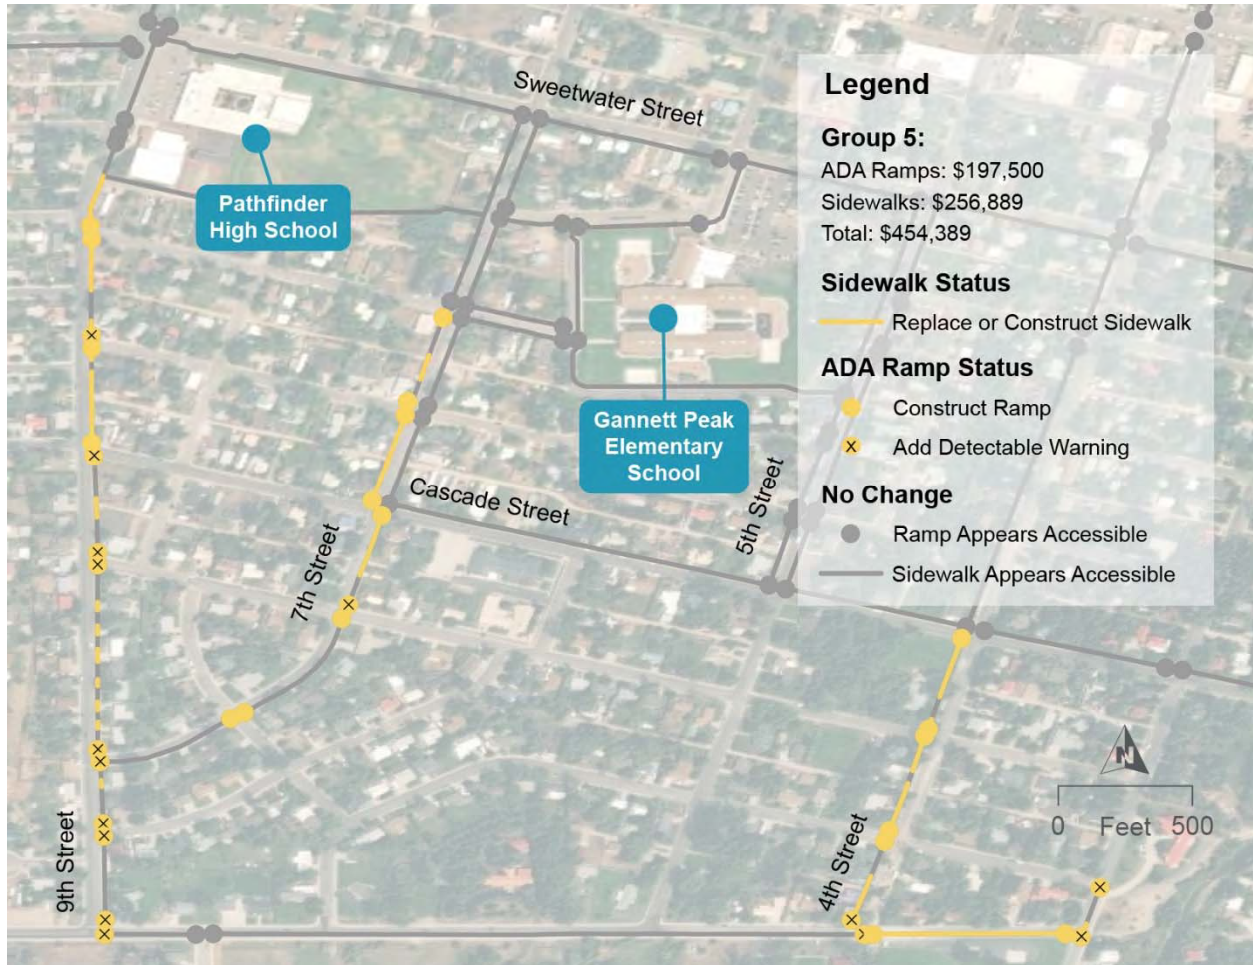 Sweetwater Street
Legend
Group 5:
ADA Ramps: $197,500
Sidewalks: $256,889
Total: $454,389
Sidewalk Status
Replace or Construct Sidewalk
ADA Ramp Status
Construct Ramp
Add Detectable Warning
No Change
Ramp Appears Accessible
Sidewalk Appears Accessible
Pathfinder
High School
Gannett Peak
Elementary
School
Cascade Street
5th Street
7th Street
9th Street
4th Street
N
0 Feet 500